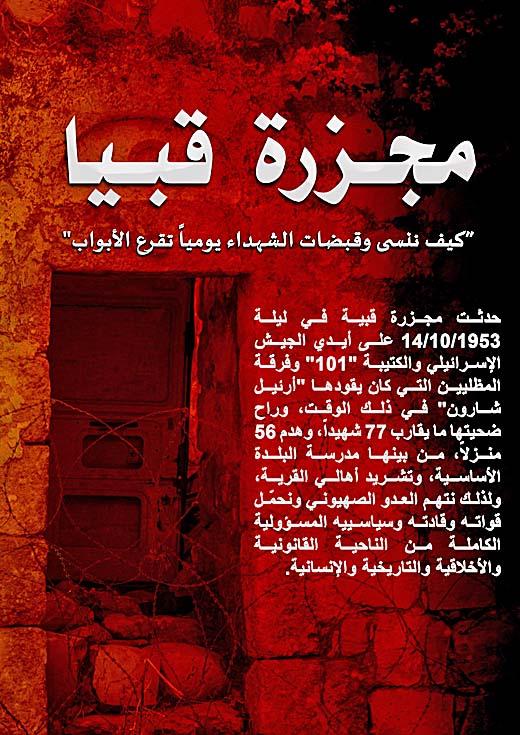 مجزرة قبيا
"كيف ننسى وقبضات الشهداء يومياً تقرع الأبواب"
حدثت مجزرة قبية في ليلة
14/10/1953 على أيدي الجيش
الإسرائيلي والكتيبة "101" وفرقة
المظليين التي كان يقودها "أرئيل
شارون" في ذلك الوقت، وراح
ضحيتها ما يقارب 77 شهيداً، وهدم 56
منزلاً، من بينها مدرسة البلدة
الأساسية، وتشريد أهالي القرية،
ولذلك نتهم العدو الصهيوني ونحمّل
قواته وقادته وسياسييه المسؤولية
الكاملة من الناحية القانونية
والأخلاقية والتاريخية والإنسانية.